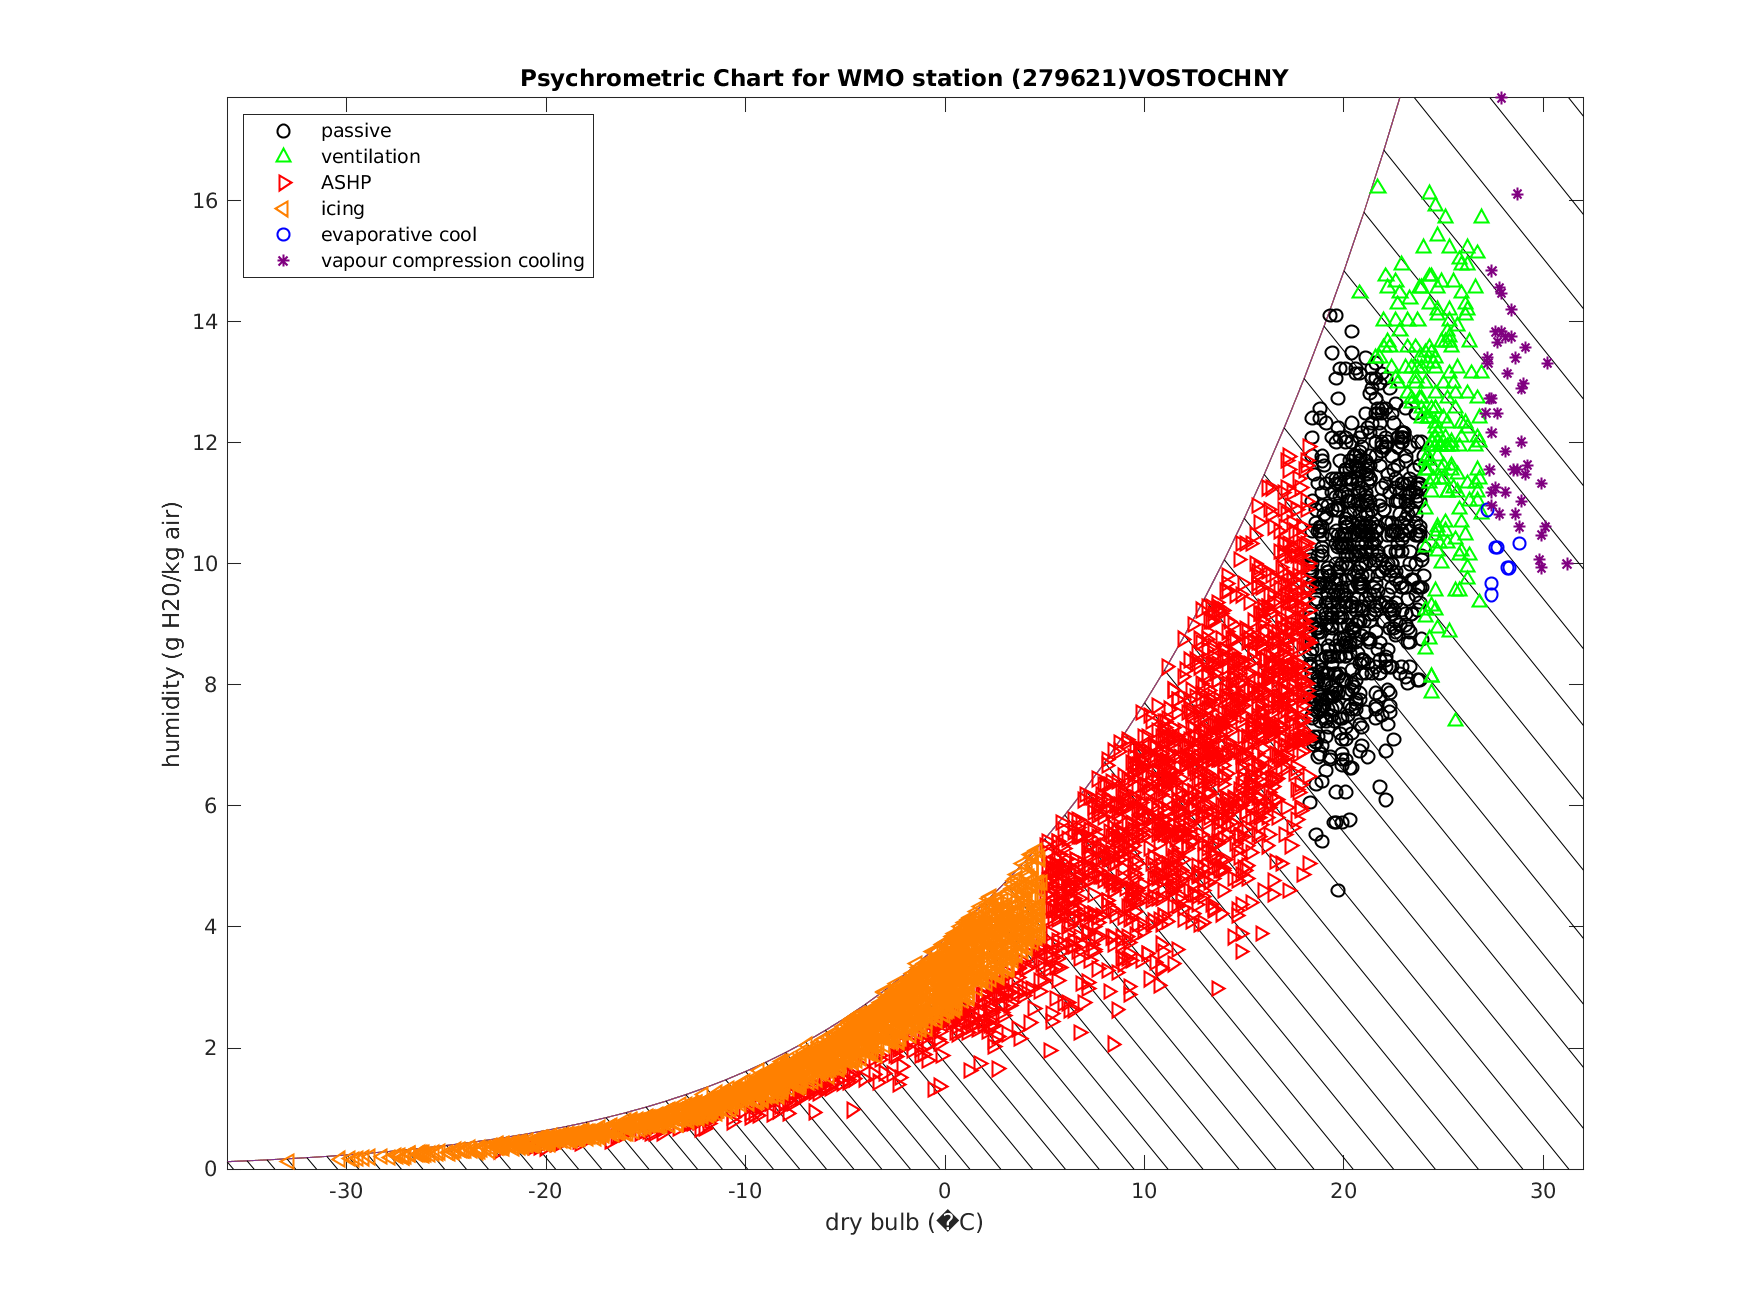 Psychrometric Chart for WMO station (279621)VOSTOCHNY
passive
ventilation
ASHP
icing
evaporative cool
vapour compression cooling
humidity (g H20/kg air)
16
14
12
10
8
6
4
2
0
-30 -20 -10 0 10 20 30
dry bulb (�C)